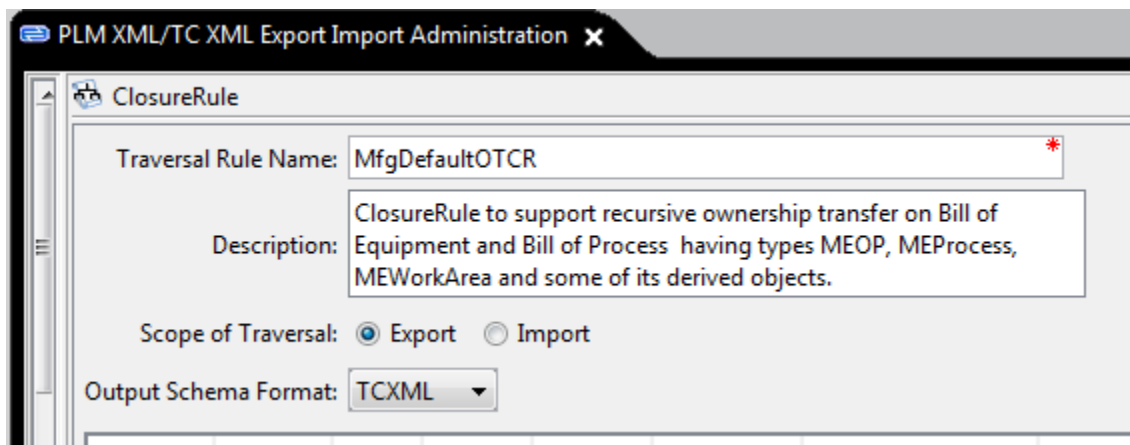 PLM XML/TC XML Export Import Administration
ClosureRule
Traversal Rule Name: MfgDefaultOTCR *
Description: ClosureRule to support recursive ownership transfer on Bill of
Equipment and Bill of Process  having types MEOP, MEProcess,
MEWorkArea and some of its derived objects.
Scope of Traversal: Export Import
Output Schema Format: TCXML